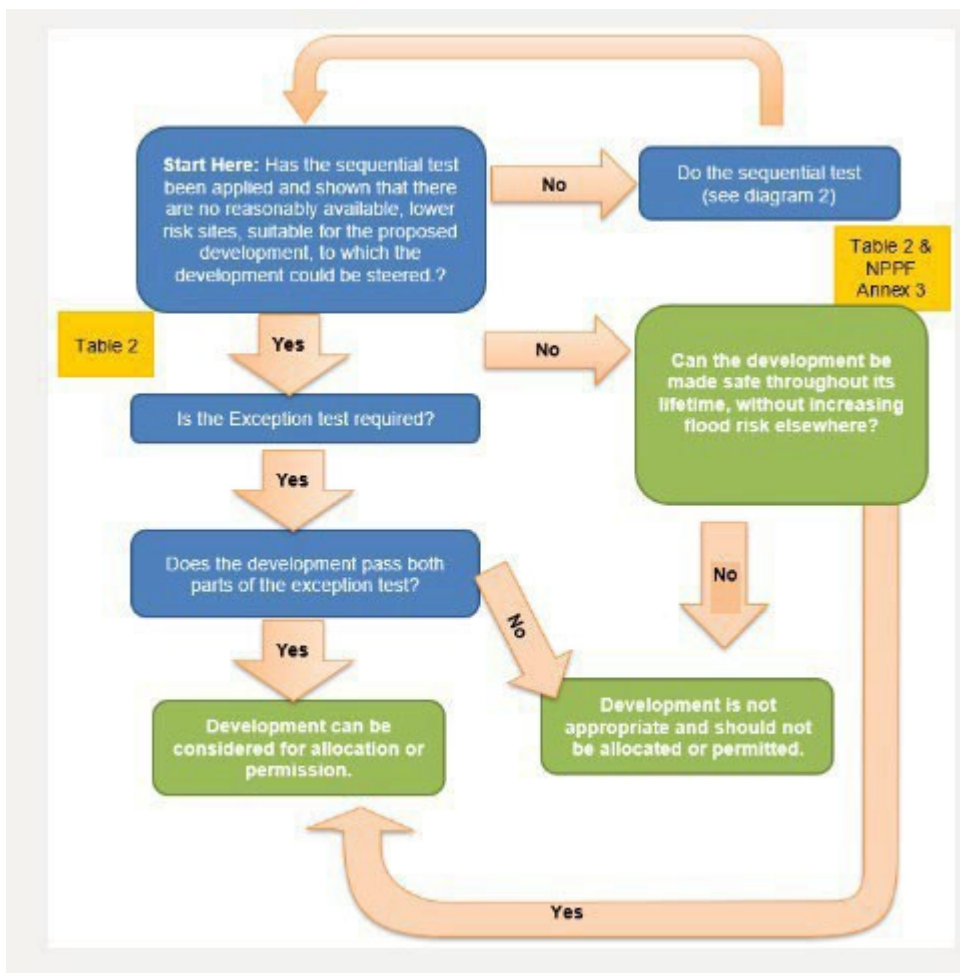 Start Here: Has the sequential test
been applied and shown that there
are no reasonably available, lower
risk sites, suitable for the proposed
development, to which the
development could be steered.?
No
Do the sequential test
(see diagram 2)
Table 2 &
NPPF
Annex 3
Table 2
Yes
No
Can the development be
made safe throughout its
lifetime, without increasing
flood risk elsewhere?
Is the Exception test required?
Yes
Does the development pass both
parts of the exception test?
No
No
Yes
Development can be
considered for allocation or
permission.
Development is not
appropriate and should not
be allocated or permitted.
Yes